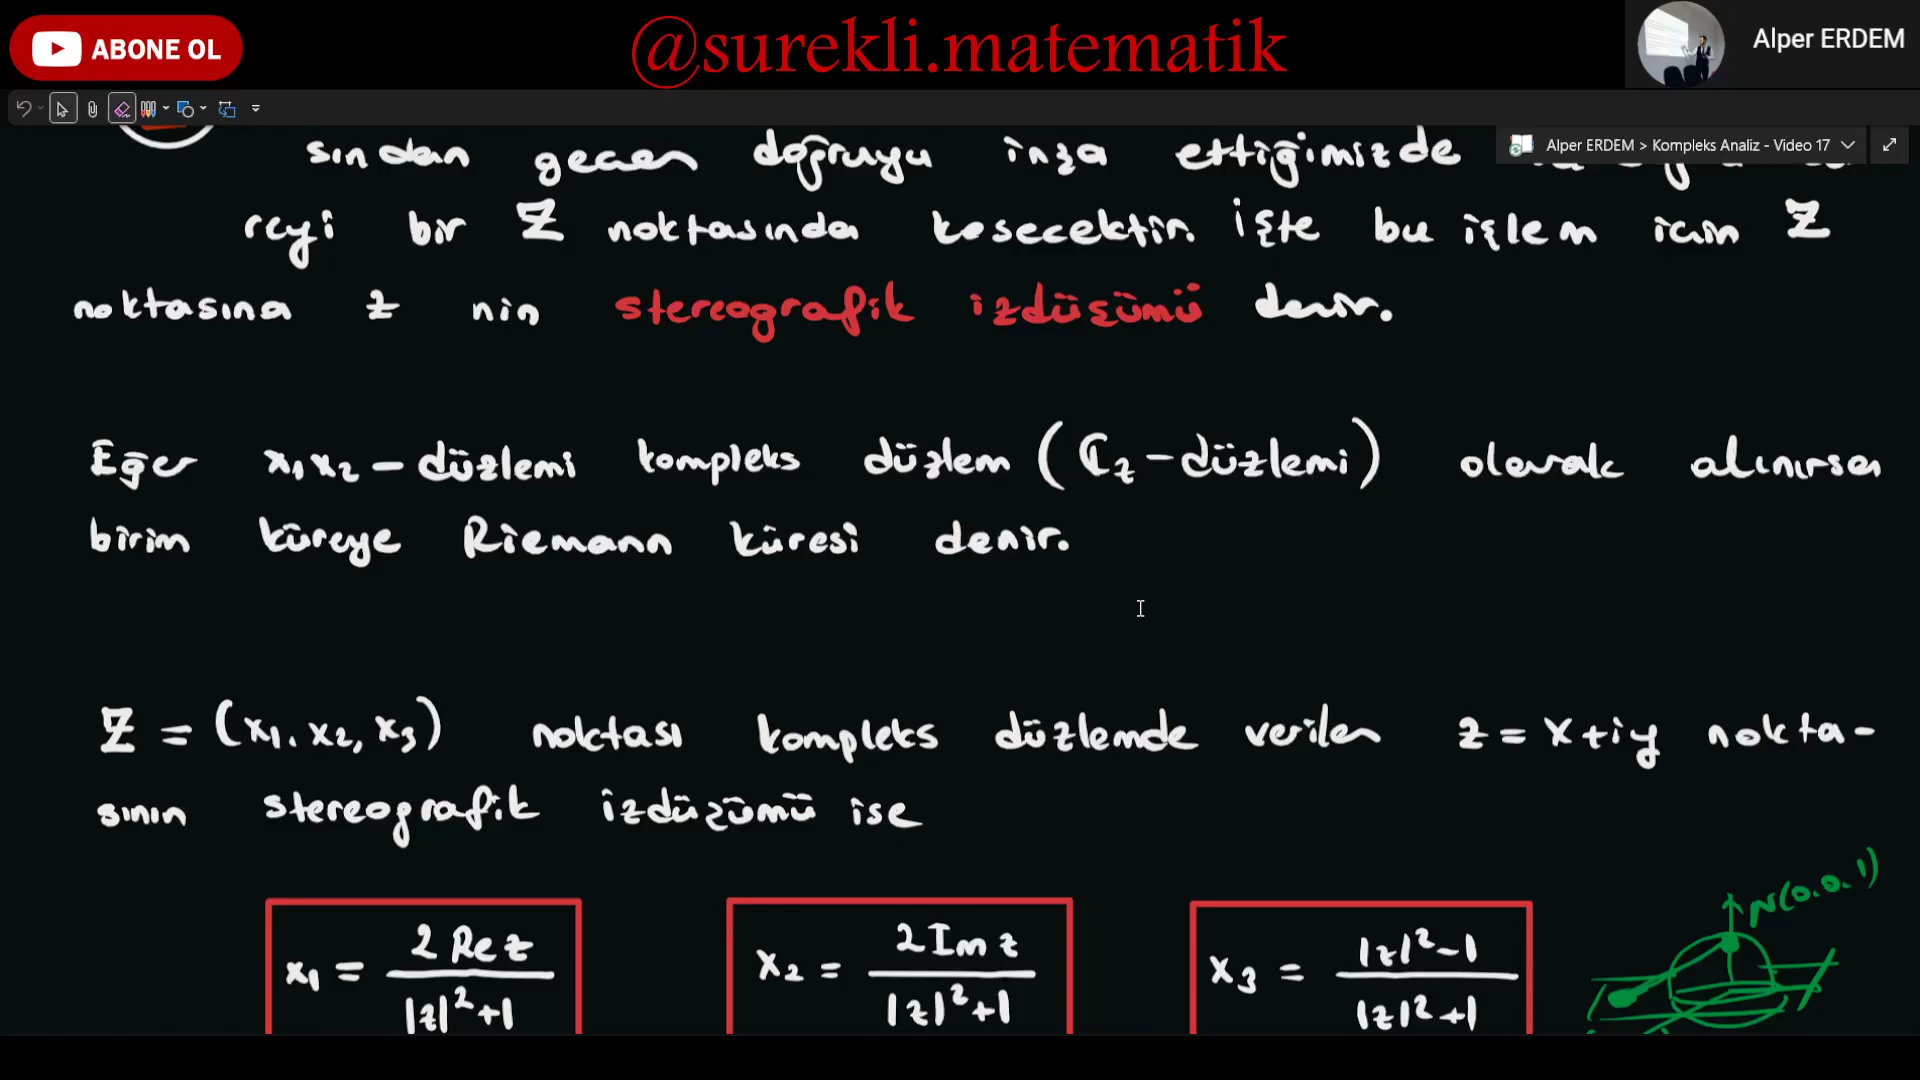 ABONE OL
@surekli.matematik
Alper ERDEM
Alper ERDEM > Kompleks Analiz - Video 17
sından geçen doğruyu inşa ettiğimizde
reyi bir Z noktasında kesecektir. İşte bu işlem için Z
noktasına z nin stereografik izdüşümü denir.
Eğer x₁x₂-düzlemi kompleks düzlem (ℂ_z-düzlemi) olarak alınırsa
birim küreye Riemann küresi denir.
Z = (x₁, x₂, x₃) noktası kompleks düzlemde verilen z = x+iy nokta-
sının stereografik izdüşümü ise
x₁ = 2 Re z / |z|²+1
x₂ = 2 Im z / |z|²+1
x₃ = |z|²-1 / |z|²+1
N(0,0,1)